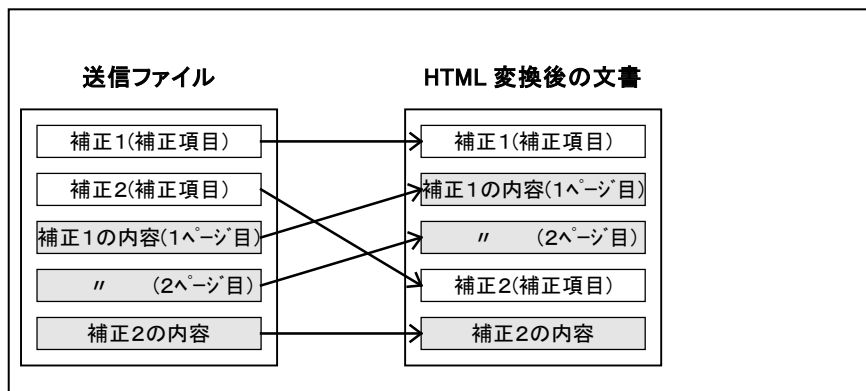 送信ファイル
補正1(補正項目)
補正2(補正項目)
補正1の内容(1ﾍﾟｰｼﾞ目)
〃 (2ﾍﾟｰｼﾞ目)
補正2の内容
HTML 変換後の文書
補正1(補正項目)
補正1の内容(1ﾍﾟｰｼﾞ目)
〃 (2ﾍﾟｰｼﾞ目)
補正2(補正項目)
補正2の内容